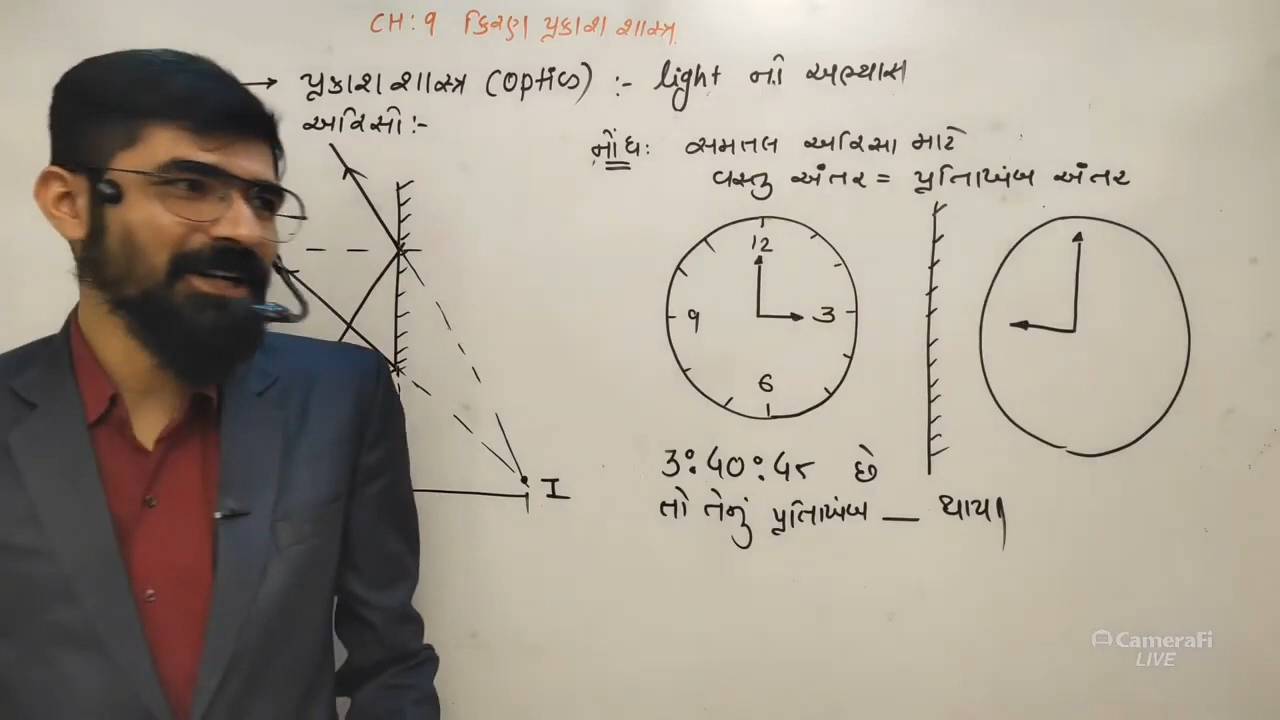 CH: 9 કિરણ પ્રકાશ શાસ્ત્ર
→ પ્રકાશશાસ્ત્ર (Optics) :- light નો અભ્યાસ
અરિસો :-
નોંધ: સમતલ અરિસા માટે
વસ્તુ અંતર = પ્રતિબિંબ અંતર
12
9 3
6
I
3:40:45 છે
તો તેનું પ્રતિબિંબ __ થાય।
CameraFi
LIVE